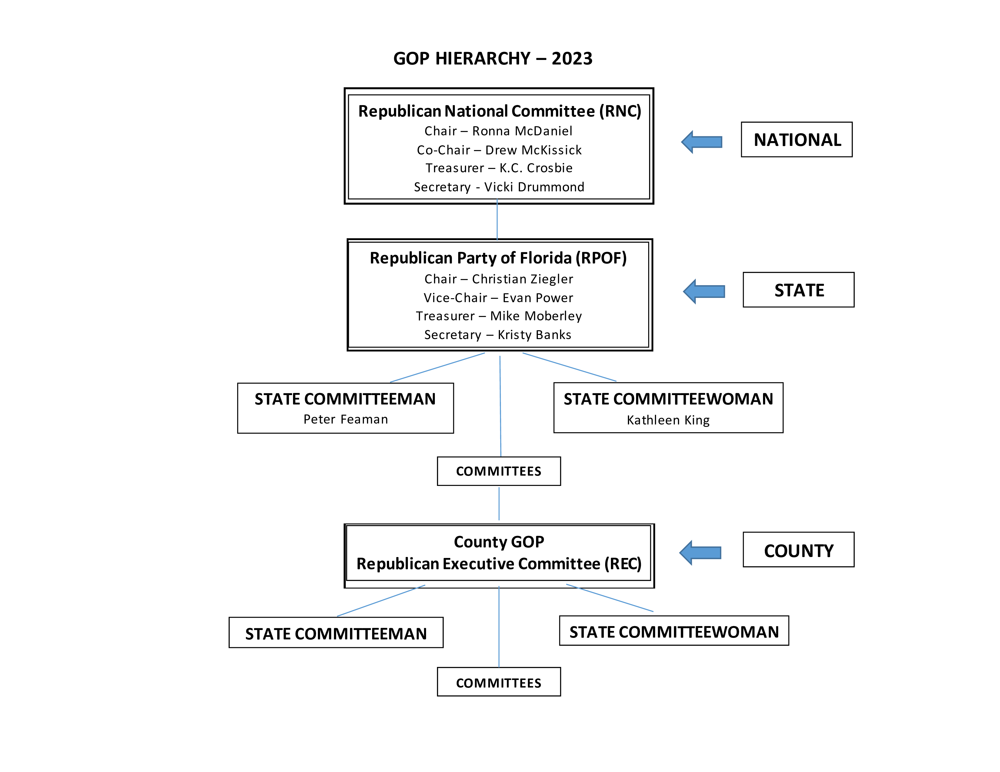 GOP HIERARCHY – 2023
Republican National Committee (RNC)
Chair – Ronna McDaniel
Co-Chair – Drew McKissick
Treasurer – K.C. Crosbie
Secretary - Vicki Drummond
NATIONAL
Republican Party of Florida (RPOF)
Chair – Christian Ziegler
Vice-Chair – Evan Power
Treasurer – Mike Moberley
Secretary – Kristy Banks
STATE
STATE COMMITTEEMAN
Peter Feaman
STATE COMMITTEEWOMAN
Kathleen King
COMMITTEES
County GOP
Republican Executive Committee (REC)
COUNTY
STATE COMMITTEEMAN
STATE COMMITTEEWOMAN
COMMITTEES